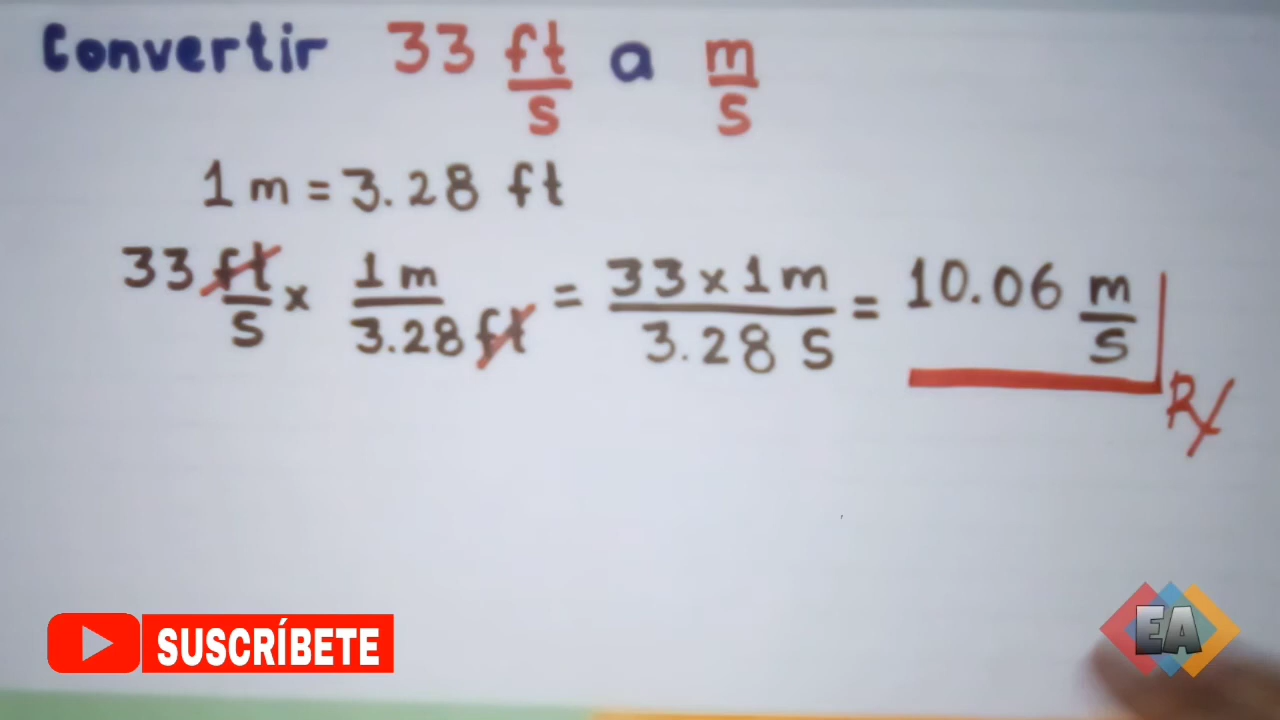 Convertir 33 ft/s a m/s
1 m = 3.28 ft
33 ft/s x 1 m/3.28 ft = 33 x 1 m/3.28 s = 10.06 m/s
R/
SUSCRÍBETE
EA